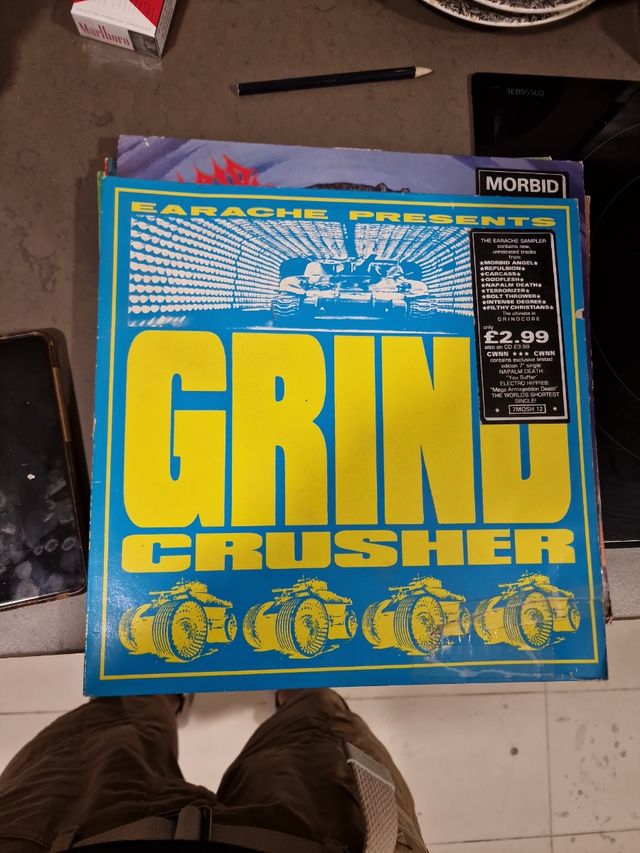 Marlboro
3EB955LQ
MORBID
EARACHE PRESENTS
THE EARACHE SAMPLER
contains new,
unreleased tracks
from
★MORBID ANGEL★
★REPULSION★
★CARCASS★
★GODFLESH★
★NAPALM DEATH★
★TERRORIZER★
★BOLT THROWER★
★INTENSE DEGREE★
★FILTHY CHRISTIANS★
The ultimate in
GRINDCORE
only
£2.99
also on CD £3.99
CWNN ★★★ CWNN
contains exclusive limited
edition 7" single
NAPALM DEATH
"You Suffer"
ELECTRO HIPPIES
"Mega Armageddon Death"
THE WORLDS SHORTEST
SINGLE!
★ 7MOSH 12 ★
GRIND
CRUSHER